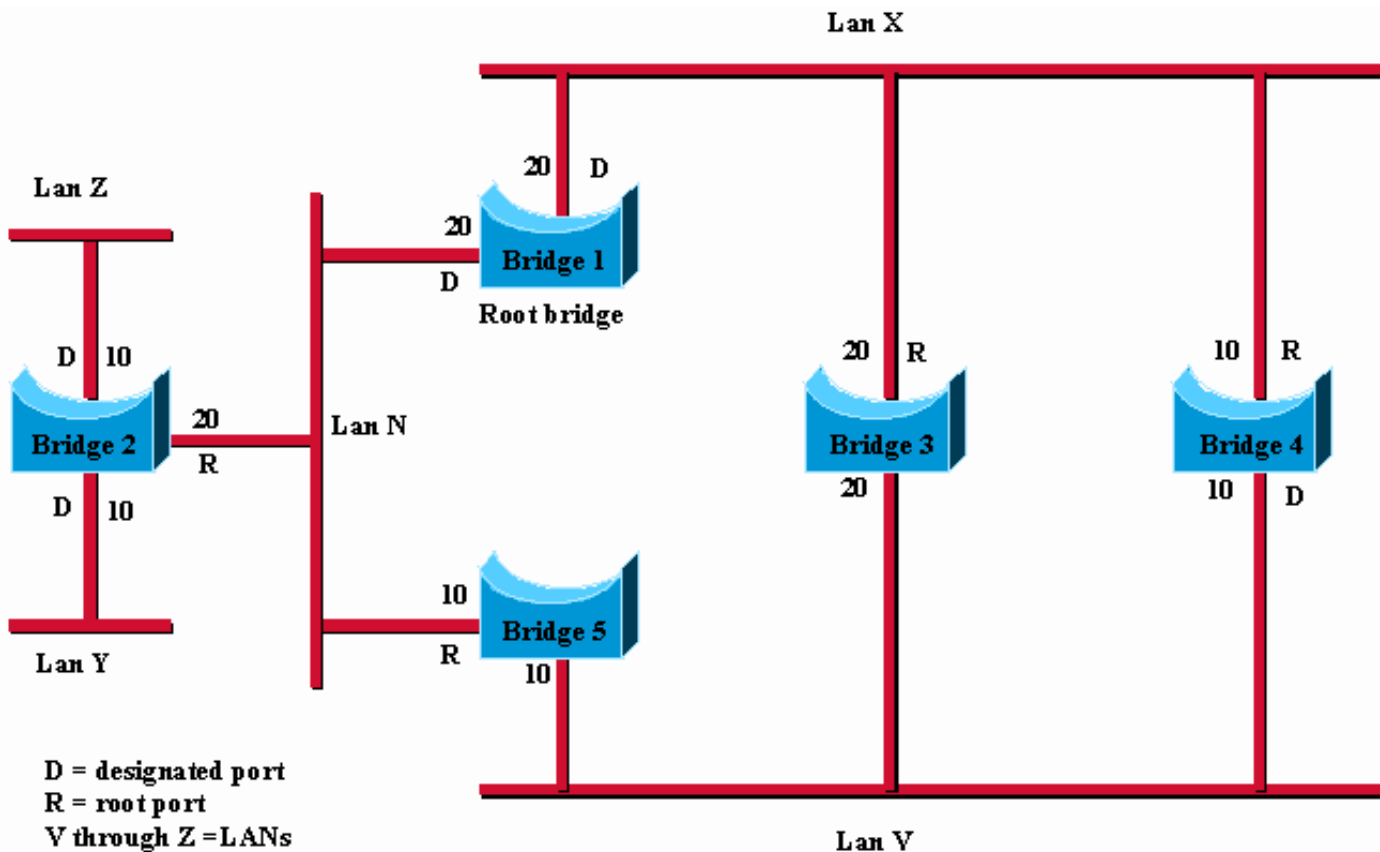 Lan X
20 D
Lan Z
20
Bridge 1
D
Root bridge
D 10
20 R
10 R
20
Lan N
Bridge 2
Bridge 3
Bridge 4
R
D 10
20
10 D
10
Bridge 5
R
10
Lan Y
D = designated port
R = root port
V through Z =LANs
Lan V